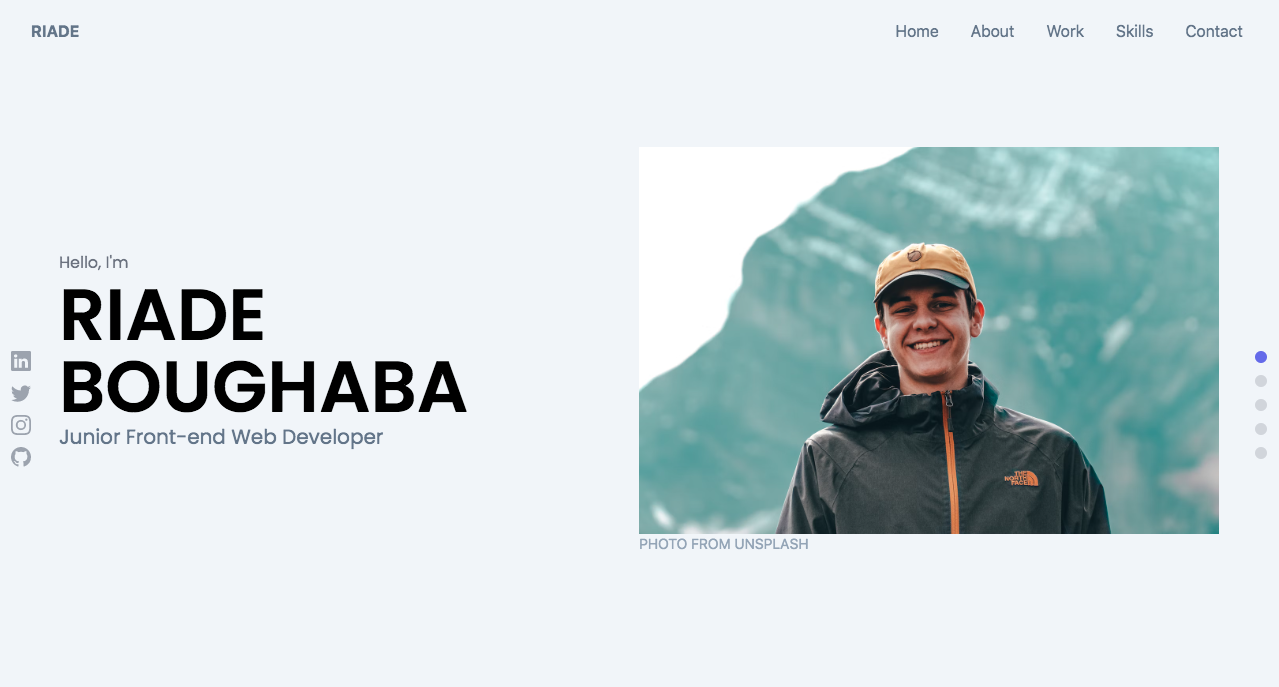 RIADE
Home
About
Work
Skills
Contact
Hello, I'm
RIADE
BOUGHABA
Junior Front-end Web Developer
in
THE
NORTH
FACE
PHOTO FROM UNSPLASH